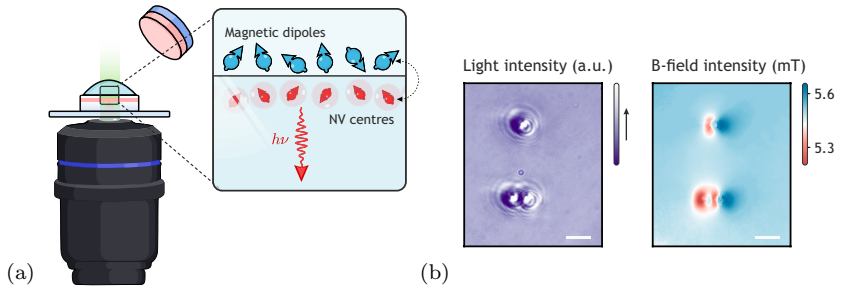 Magnetic dipoles
NV centres
hν
(a)
Light intensity (a.u.)
B-field intensity (mT)
5.6
5.3
(b)